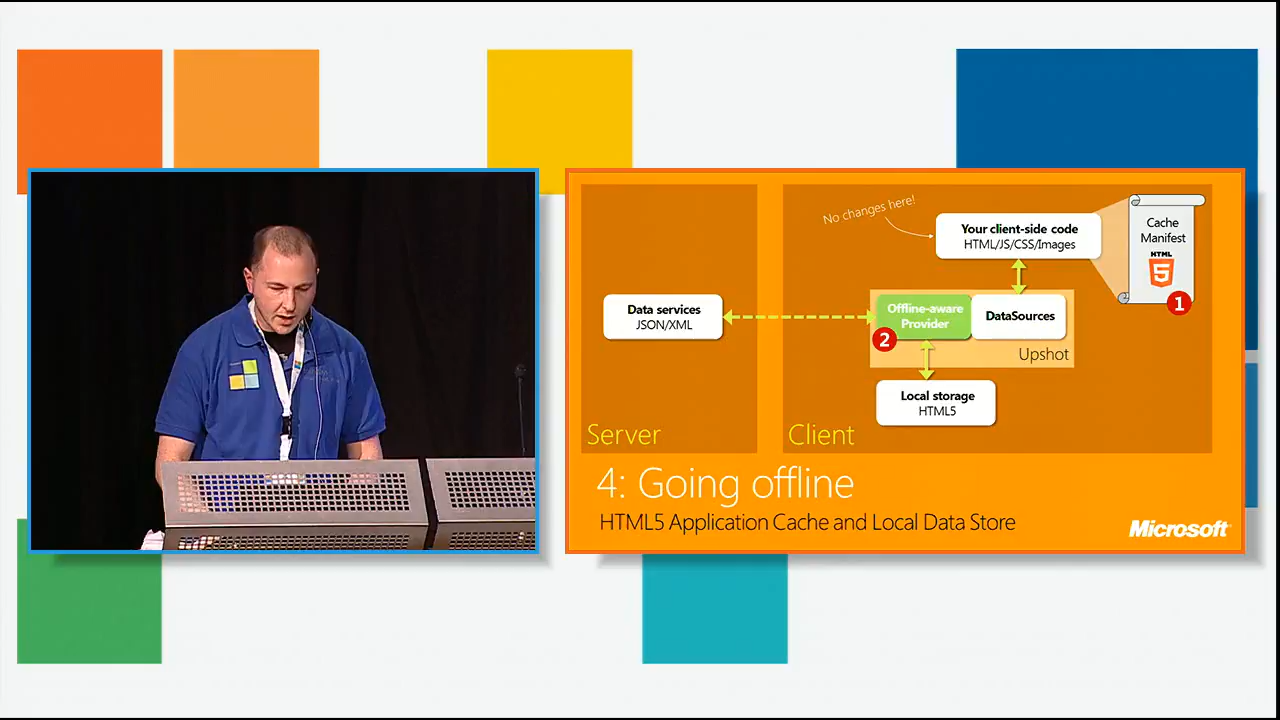 No changes here!
Your client-side code
HTML/JS/CSS/Images
Cache
Manifest
HTML
5
1
Data services
JSON/XML
Offline-aware
Provider
DataSources
2
Upshot
Local storage
HTML5
Server
Client
4: Going offline
HTML5 Application Cache and Local Data Store
Microsoft